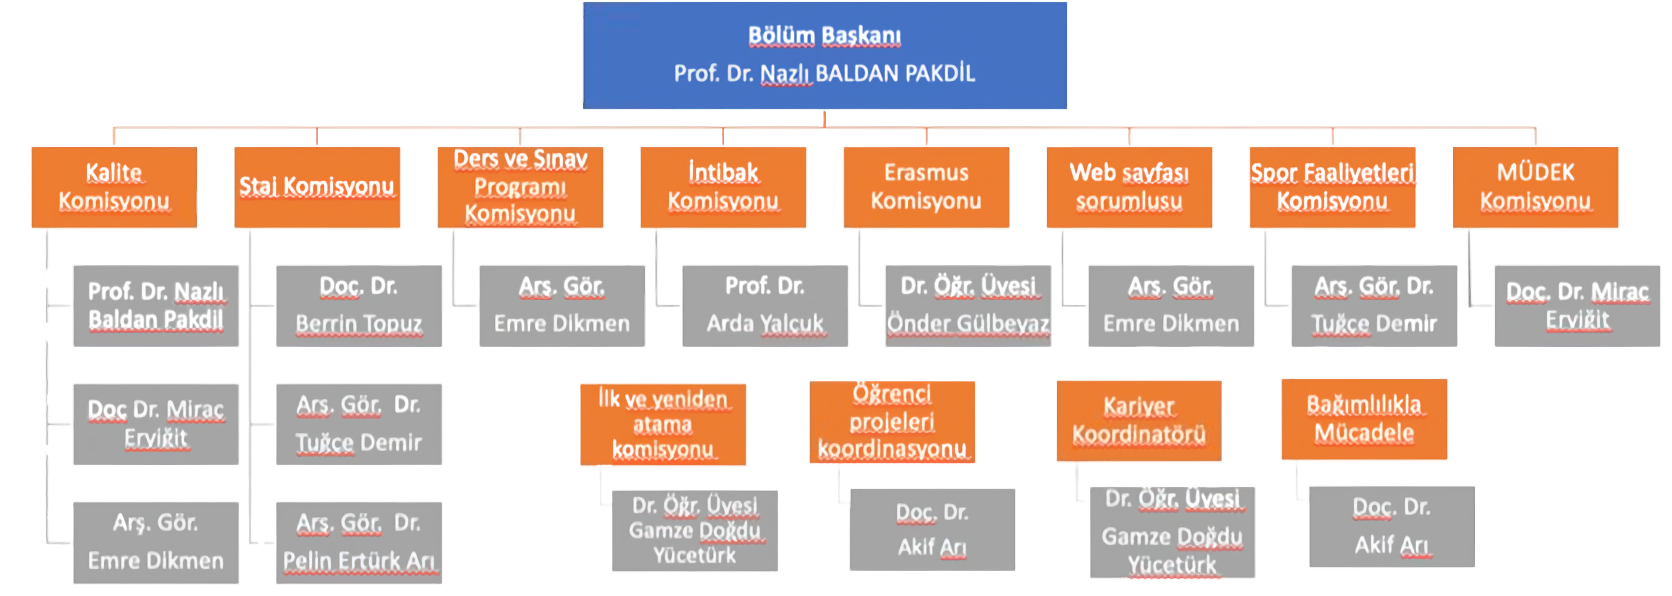 Bölüm Başkanı
Prof. Dr. Nazlı BALDAN PAKDİL
Kalite
Komisyonu
Staj Komisyonu
Ders ve Sınav
Programı
Komisyonu
İntibak
Komisyonu
Erasmus
Komisyonu
Web sayfası
sorumlusu
Spor Faaliyetleri
Komisyonu
MÜDEK
Komisyonu
Prof. Dr. Nazlı
Baldan Pakdil
Doç. Dr.
Berrin Topuz
Arş. Gör.
Emre Dikmen
Prof. Dr.
Arda Yalçuk
Dr. Öğr. Üyesi
Önder Gülbeyaz
Arş. Gör.
Emre Dikmen
Arş. Gör. Dr.
Tuğçe Demir
Doç. Dr. Mirac
Eryiğit
Doç Dr. Mirac
Eryiğit
Arş. Gör. Dr.
Tuğçe Demir
İlk ve yeniden
atama
komisyonu
Öğrenci
projeleri
koordinasyonu
Kariyer
Koordinatörü
Bağımlılıkla
Mücadele
Arş. Gör.
Emre Dikmen
Arş. Gör. Dr.
Pelin Ertürk Arı
Dr. Öğr. Üyesi
Gamze Doğdu
Yücetürk
Doç. Dr.
Akif Arı
Dr. Öğr. Üyesi
Gamze Doğdu
Yücetürk
Doç. Dr.
Akif Arı